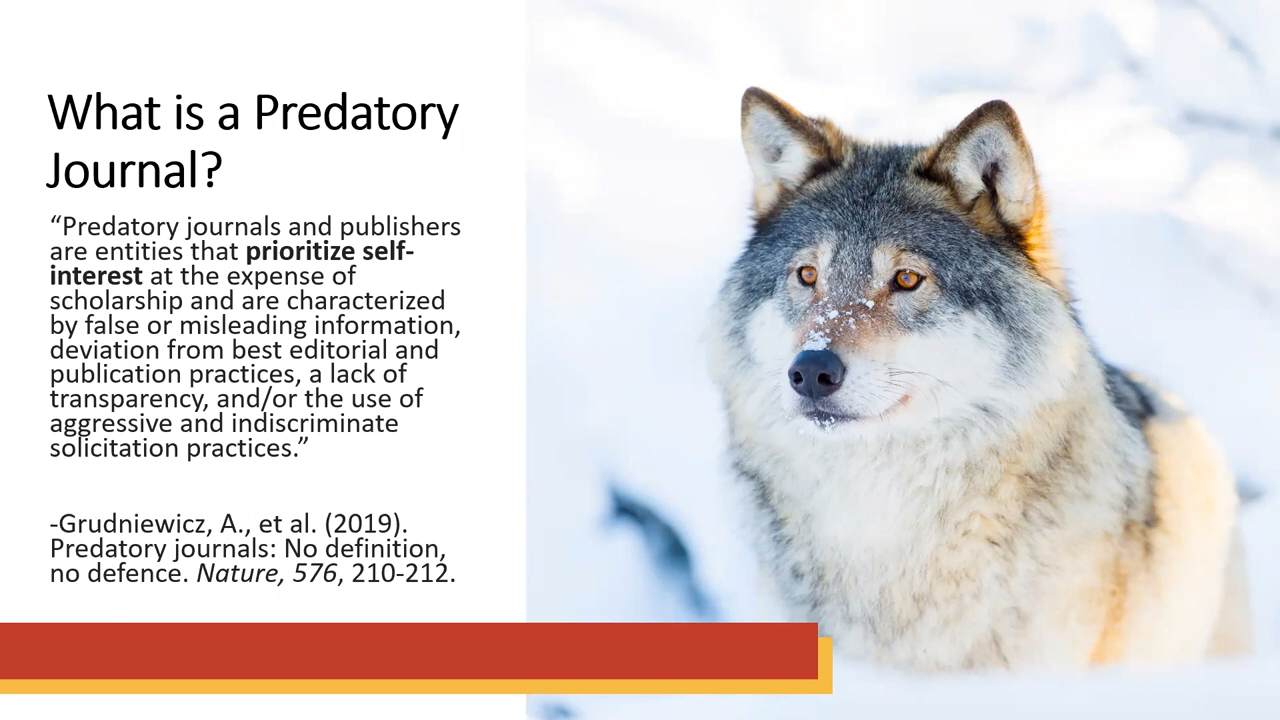 What is a Predatory
Journal?
“Predatory journals and publishers
are entities that prioritize self-
interest at the expense of
scholarship and are characterized
by false or misleading information,
deviation from best editorial and
publication practices, a lack of
transparency, and/or the use of
aggressive and indiscriminate
solicitation practices.”
-Grudniewicz, A., et al. (2019).
Predatory journals: No definition,
no defence. Nature, 576, 210-212.